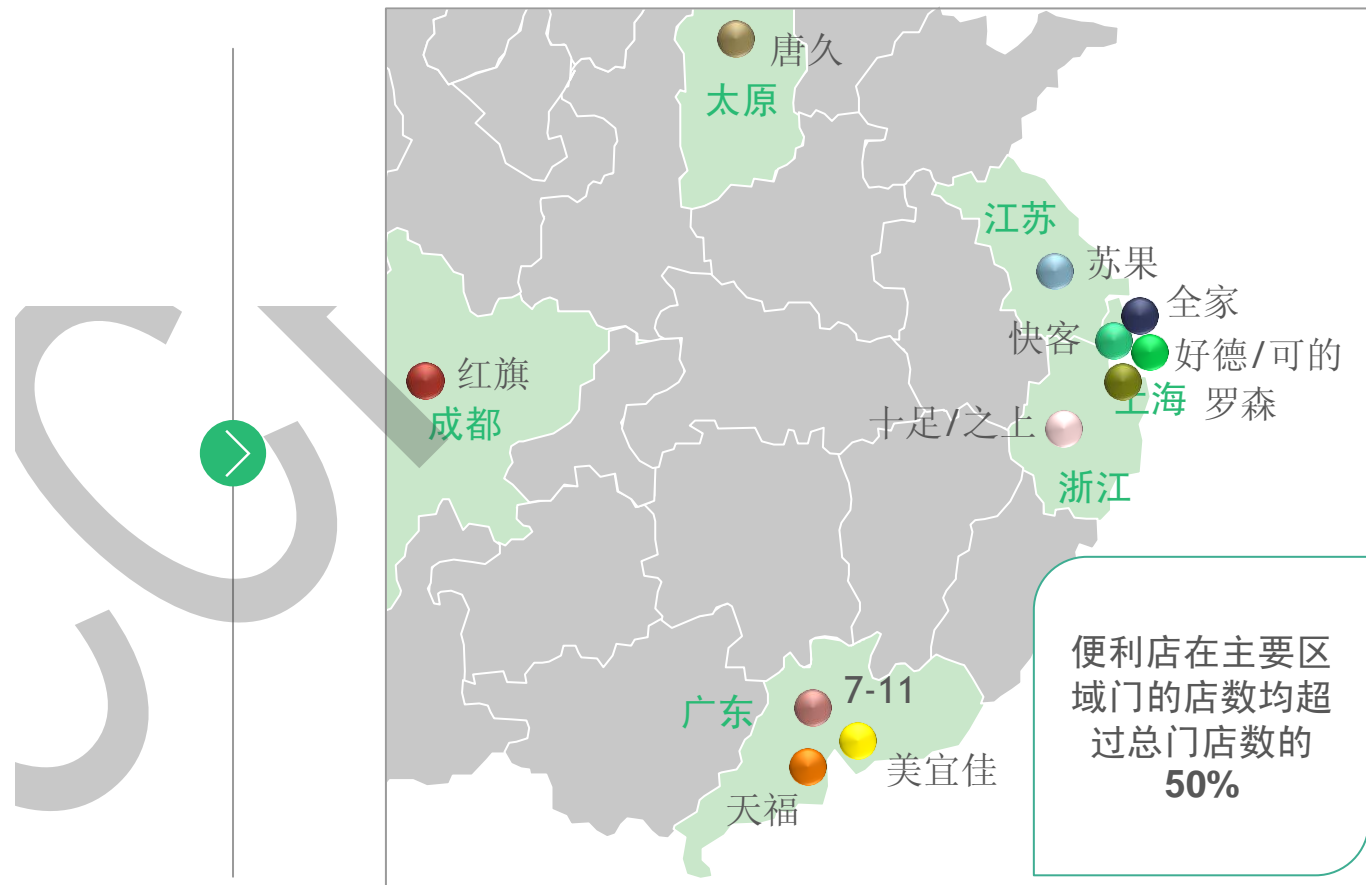 唐久
太原
江苏
苏果
全家
快客
好德/可的
上海
罗森
红旗
成都
十足/之上
浙江
7-11
广东
美宜佳
天福
便利店在主要区
域门的店数均超
过总门店数的
50%